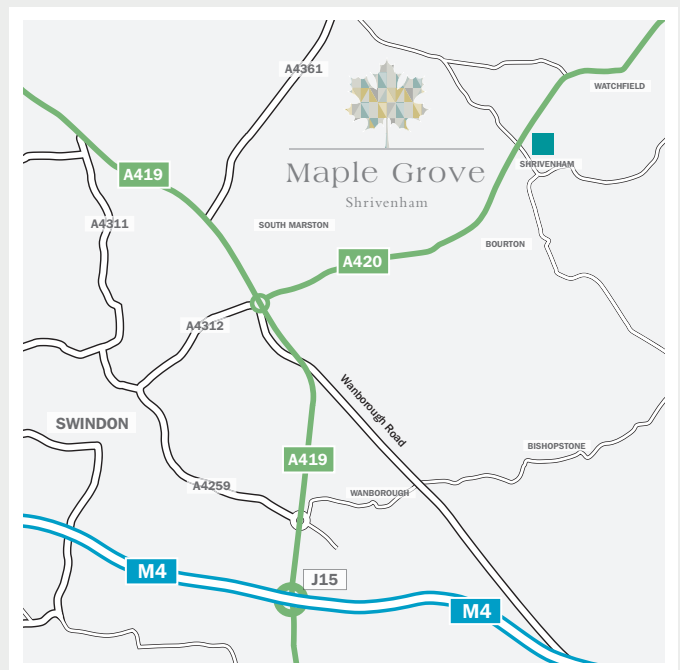 A4361
WATCHFIELD
SHRIVENHAM
A419
Maple Grove
Shrivenham
A4311
SOUTH MARSTON
BOURTON
A420
A4312
Wanborough Road
SWINDON
BISHOPSTONE
A419
A4259
WANBOROUGH
M4
J15
M4